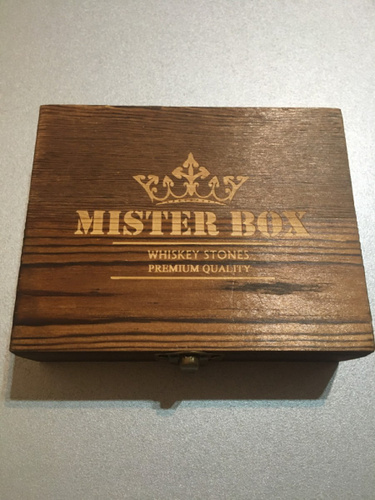 MISTER BOX
WHISKEY STONES
PREMIUM QUALITY